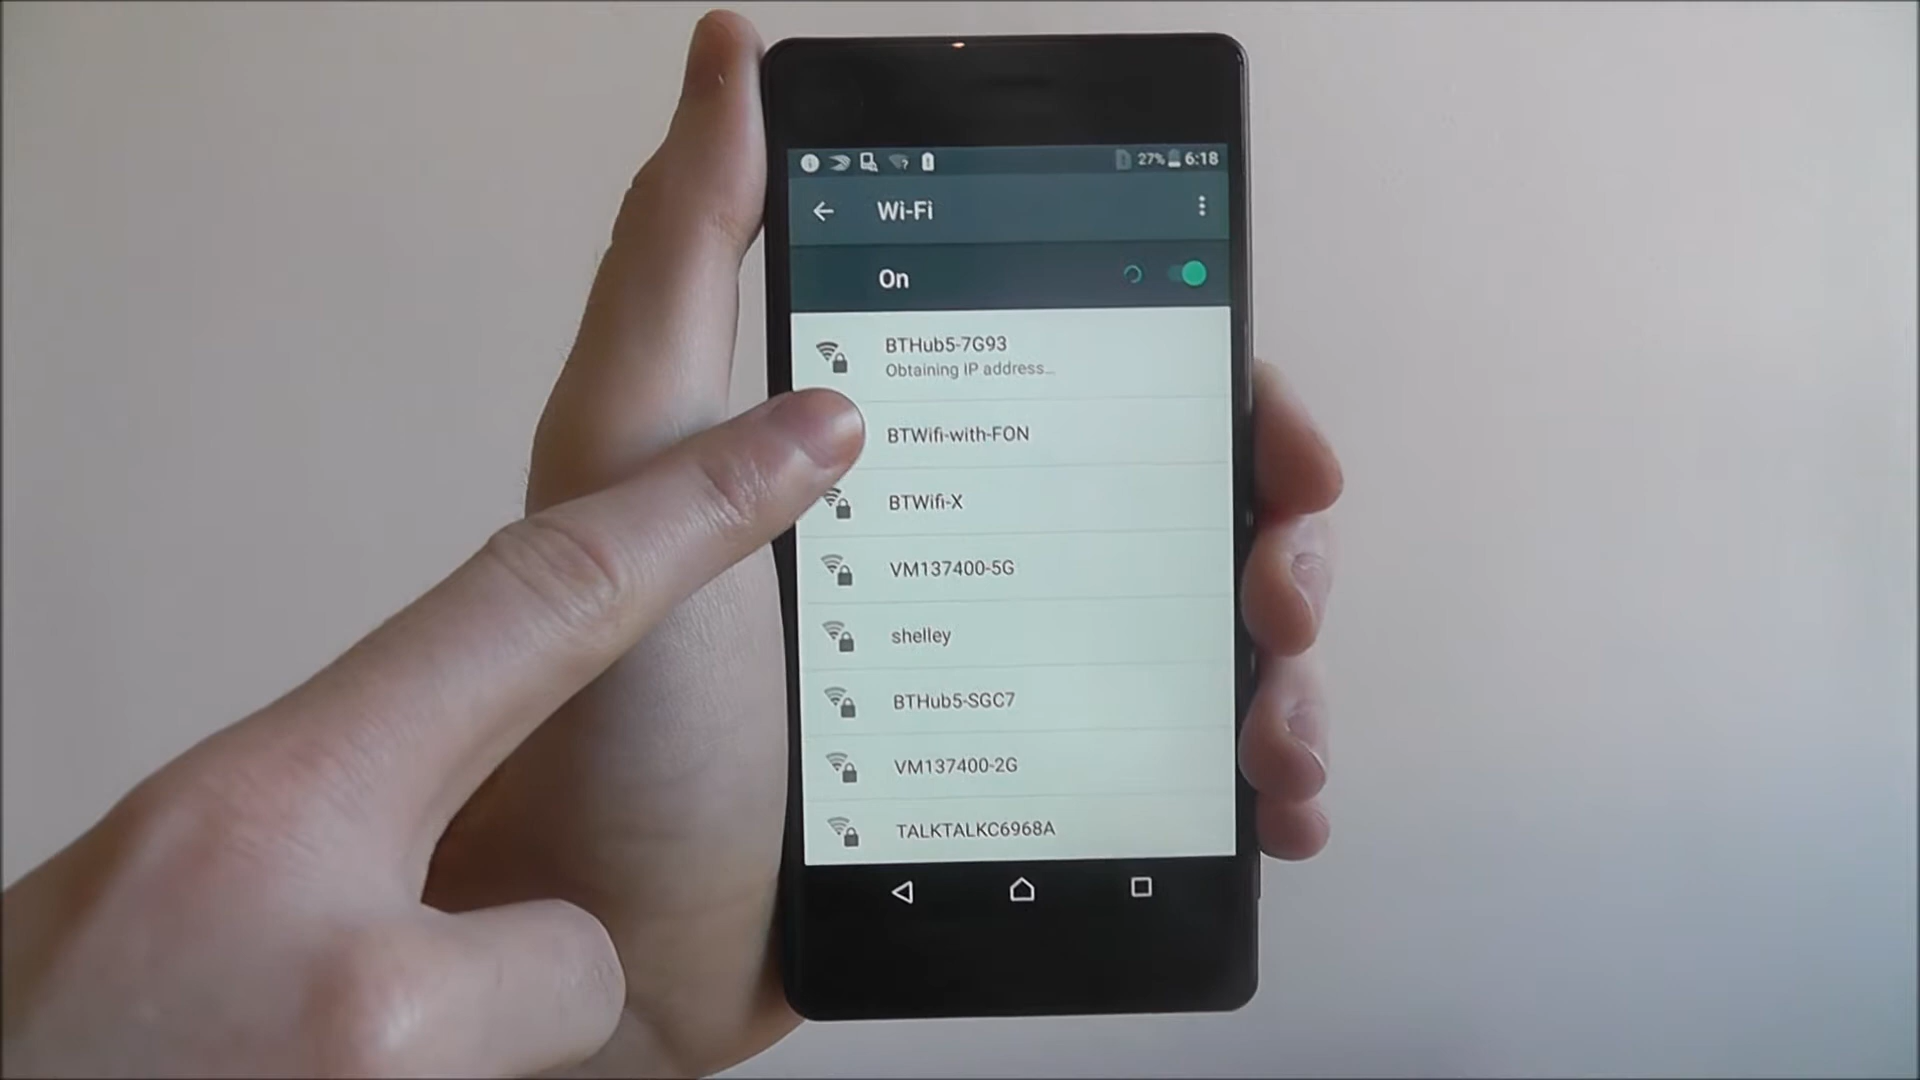 27% 6:18
Wi-Fi
On
BTHub5-7G93
Obtaining IP address...
BTWifi-with-FON
BTWifi-X
VM137400-5G
shelley
BTHub5-SGC7
VM137400-2G
TALKTALKC6968A